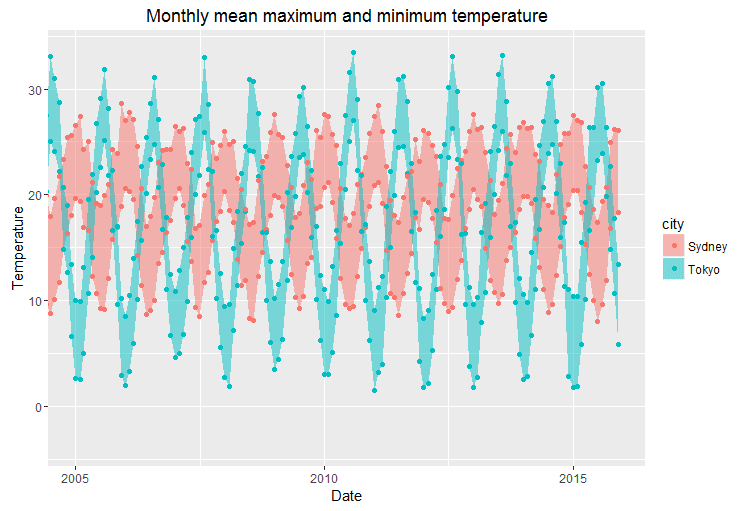 Monthly mean maximum and minimum temperature
Temperature
30
20
10
0
2005
2010
2015
Date
city
Sydney
Tokyo